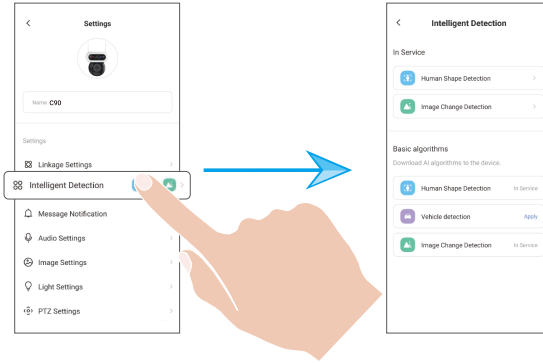 Settings
Name C90
Settings
Linkage Settings
Intelligent Detection
Message Notification
Audio Settings
Image Settings
Light Settings
PTZ Settings
Intelligent Detection
In Service
Human Shape Detection
Image Change Detection
Basic algorithms
Download AI algorithms to the device.
Human Shape Detection In Service
Vehicle detection Apply
Image Change Detection In Service